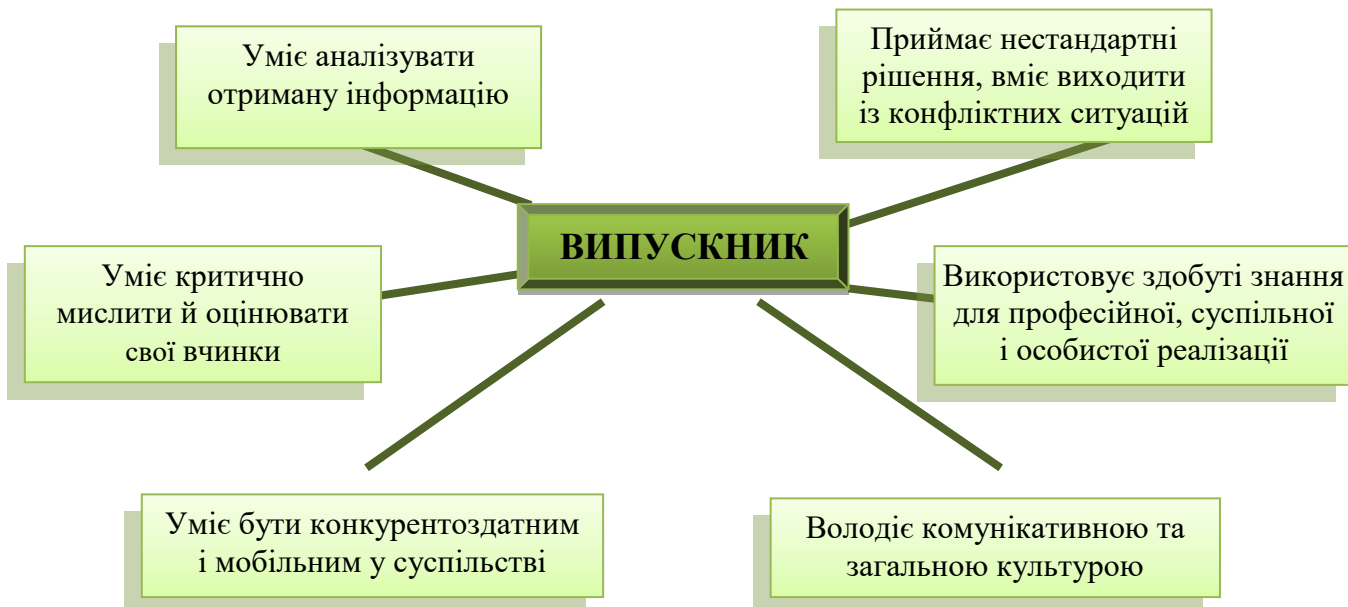 Уміє аналізувати
отриману інформацію
Приймає нестандартні
рішення, вміє виходити
із конфліктних ситуацій
ВИПУСКНИК
Уміє критично
мислити й оцінювати
свої вчинки
Використовує здобуті знання
для професійної, суспільної
і особистої реалізації
Уміє бути конкурентоздатним
і мобільним у суспільстві
Володіє комунікативною та
загальною культурою